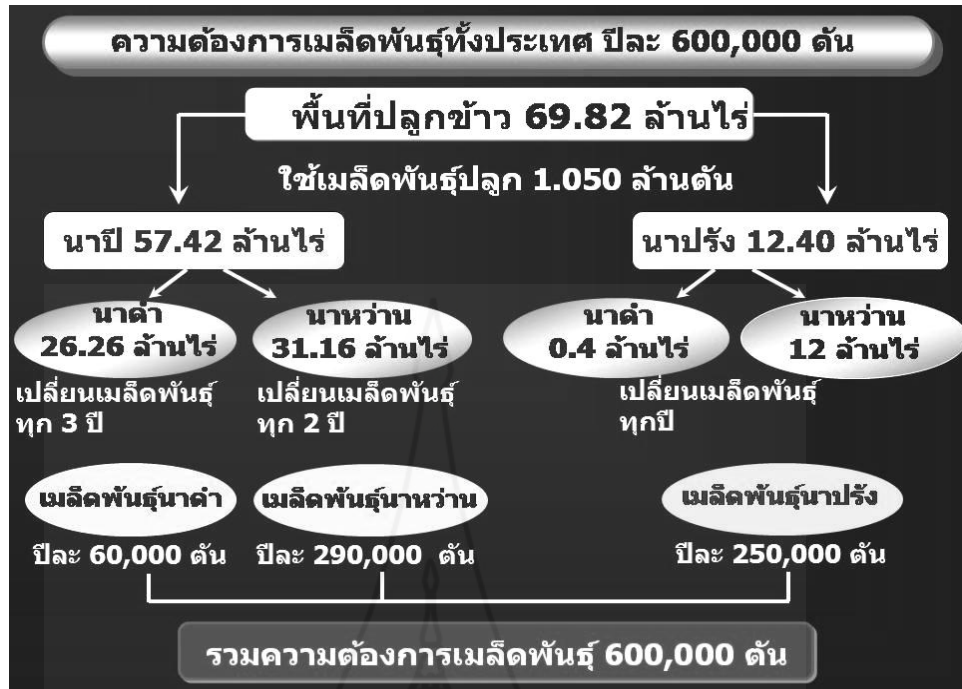 ความต้องการเมล็ดพันธุ์ทั้งประเทศ ปีละ 600,000 ตัน
พื้นที่ปลูกข้าว 69.82 ล้านไร่
ใช้เมล็ดพันธุ์ปลูก 1.050 ล้านตัน
นาปี 57.42 ล้านไร่
นาปรัง 12.40 ล้านไร่
นาดำ
26.26 ล้านไร่
นาหว่าน
31.16 ล้านไร่
นาดำ
0.4 ล้านไร่
นาหว่าน
12 ล้านไร่
เปลี่ยนเมล็ดพันธุ์
ทุก 3 ปี
เปลี่ยนเมล็ดพันธุ์
ทุก 2 ปี
เปลี่ยนเมล็ดพันธุ์
ทุกปี
เมล็ดพันธุ์นาดำ
เมล็ดพันธุ์นาหว่าน
เมล็ดพันธุ์นาปรัง
ปีละ 60,000 ตัน
ปีละ 290,000 ตัน
ปีละ 250,000 ตัน
รวมความต้องการเมล็ดพันธุ์ 600,000 ตัน